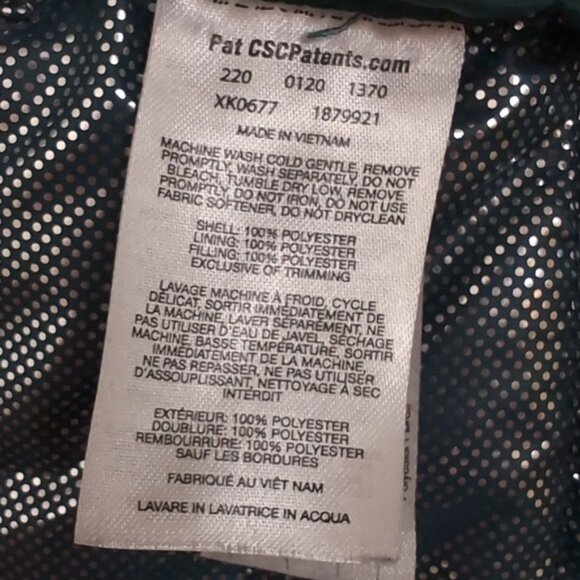 Pat CSCPatents.com
220 0120 1370
XK0677 1879921
MADE IN VIETNAM
MACHINE WASH COLD GENTLE, REMOVE
PROMPTLY, WASH SEPARATELY, DO NOT
BLEACH, TUMBLE DRY LOW, REMOVE
PROMPTLY, DO NOT IRON, DO NOT USE
FABRIC SOFTENER, DO NOT DRYCLEAN
SHELL: 100% POLYESTER
LINING: 100% POLYESTER
FILLING: 100% POLYESTER
EXCLUSIVE OF TRIMMING
LAVAGE MACHINE À FROID, CYCLE
DÉLICAT, SORTIR IMMÉDIATEMENT DE
LA MACHINE, LAVER SÉPARÉMENT, NE
PAS UTILISER D'EAU DE JAVEL, SÉCHAGE
MACHINE, BASSE TEMPÉRATURE, SORTIR
IMMÉDIATEMENT DE LA MACHINE,
NE PAS REPASSER, NE PAS UTILISER
D'ASSOUPLISSANT, NETTOYAGE À SEC
INTERDIT
EXTÉRIEUR: 100% POLYESTER
DOUBLURE: 100% POLYESTER
REMBOURRURE: 100% POLYESTER
SAUF LES BORDURES
FABRIQUÉ AU VIÊT NAM
LAVARE IN LAVATRICE IN ACQUA